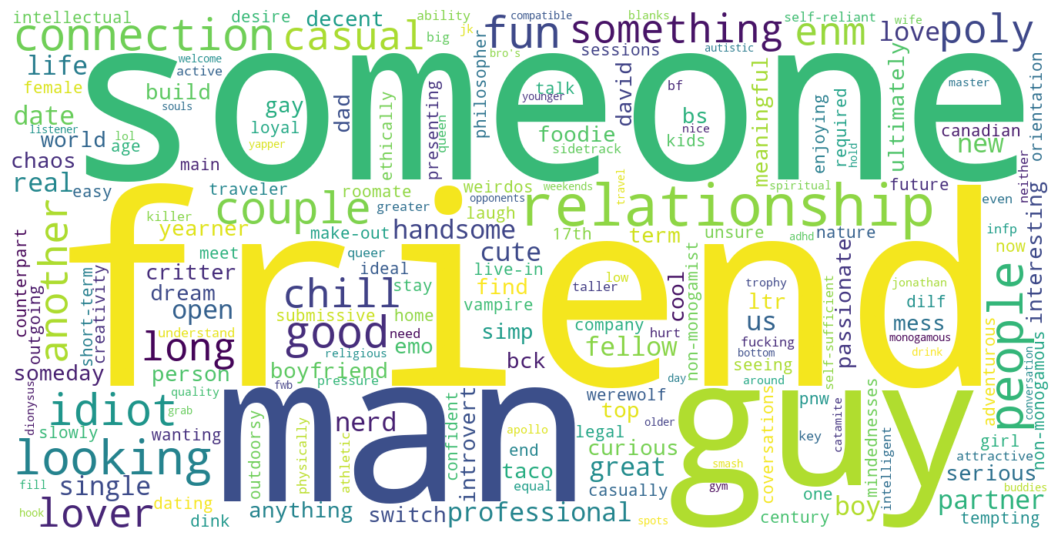 intellectual
desire
decent
ability
big
jk
compatible
blanks
bro's
self-reliant
wife
connection
casual
fun
something
enm
love
poly
sessions
autistic
welcome
active
souls
life
female
build
someone
gay
loyal
dad
queen
ethically
presenting
philosopher
younger
talk
david
bf
bs
nice
kids
meaningful
enjoying
required
ultimately
master
canadian
new
orientation
date
listener
lol
age
yapper
foodie
sidetrack
hold
world
chaos
main
real
easy
traveler
roomate
greater
weirdos
opponents
weekends
travel
spiritual
future
neither
even
another
killer
yearner
couple
make-out
laugh
relationship
handsome
17th
term
unsure
adhd
nature
infp
now
interesting
meet
queer
ideal
cute
friend
counterpart
outgoing
short-term
creativity
critter
dream
open
understand
chill
submissive
stay
home
live-in
vampire
find
low
taller
non-monogamist
cool
trophy
ltr
us
passionate
jonathan
dilf
mess
monogamous
drink
people
long
good
need
emo
simp
company
fellow
hurt
fucking
bottom
seeing
self-sufficient
someday
person
boyfriend
religious
pressure
fwb
bck
day
around
adventurous
conversation
non-monogamous
dionysus
quality
grab
idiot
slowly
wanting
nerd
man
guy
werewolf
older
top
conversations
pnw
key
catamite
boy
mindednesses
intelligent
girl
attractive
serious
looking
outdoorsy
physically
athletic
confident
introvert
apollo
end
legal
curious
great
casually
taco
equal
smash
gym
one
fill
single
hook
lover
dating
dink
anything
switch
professional
spots
century
partner
buddies
tempting